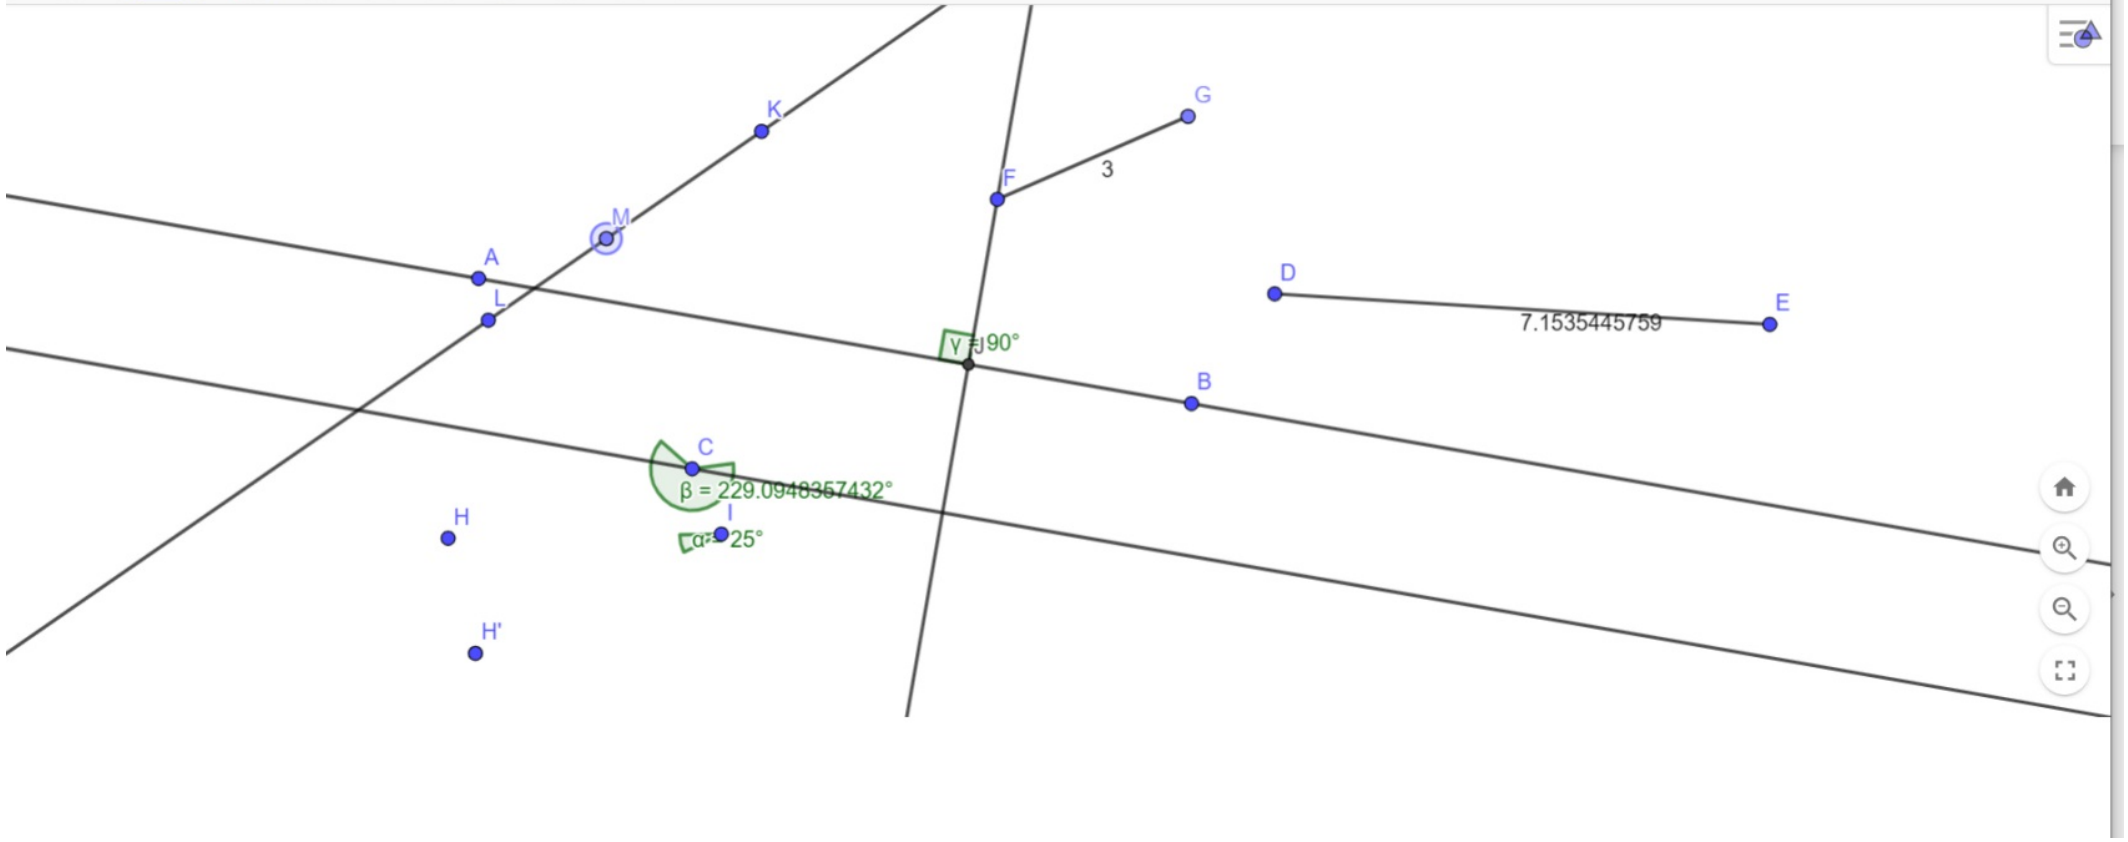 G
K
3
F
M
A
D
L
E
7.1535445759
γ = 90°
J
B
C
β = 229.0948357432°
I
H
α = 25°
H'